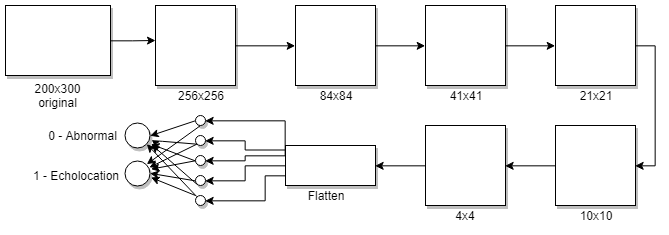 200x300
original
256x256
84x84
41x41
21x21
0 - Abnormal
1 - Echolocation
Flatten
4x4
10x10